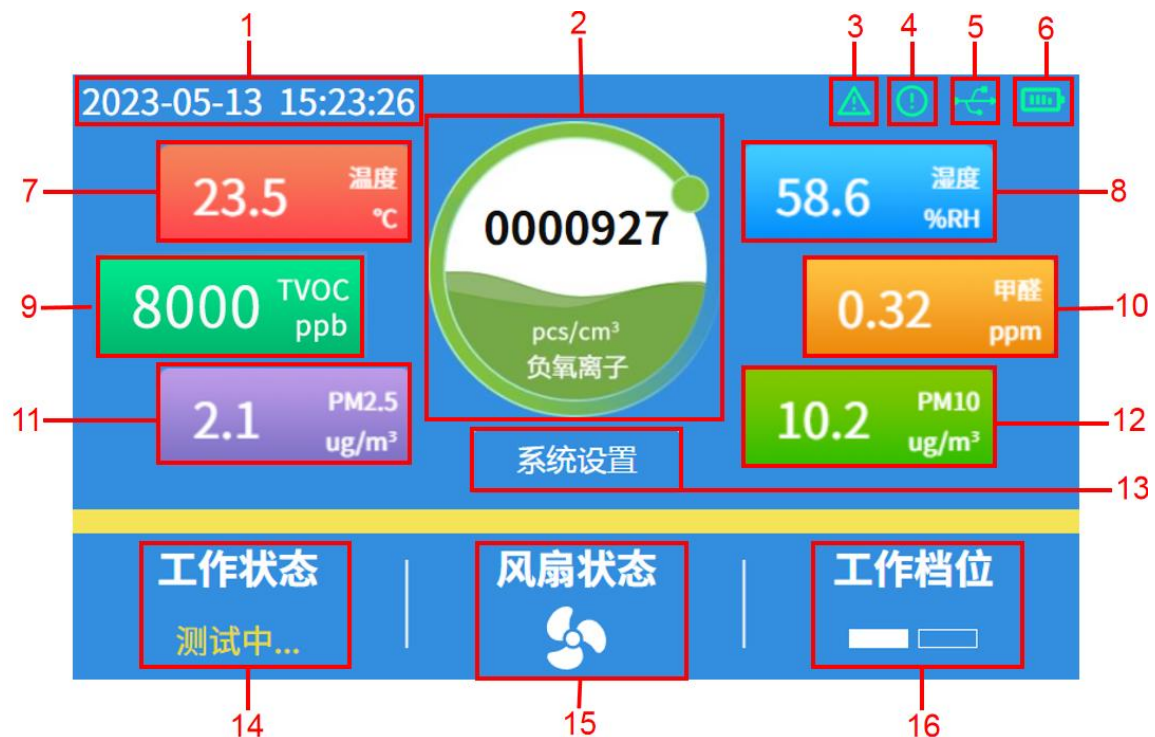 1
2
3
4
5
6
2023-05-13 15:23:26
7
23.5
温度
℃
0000927
pcs/cm³
负氧离子
58.6
湿度
%RH
8
9
8000
TVOC
ppb
0.32
甲醛
ppm
10
11
2.1
PM2.5
ug/m³
10.2
PM10
ug/m³
12
系统设置
13
工作状态
测试中...
风扇状态
工作档位
14
15
16